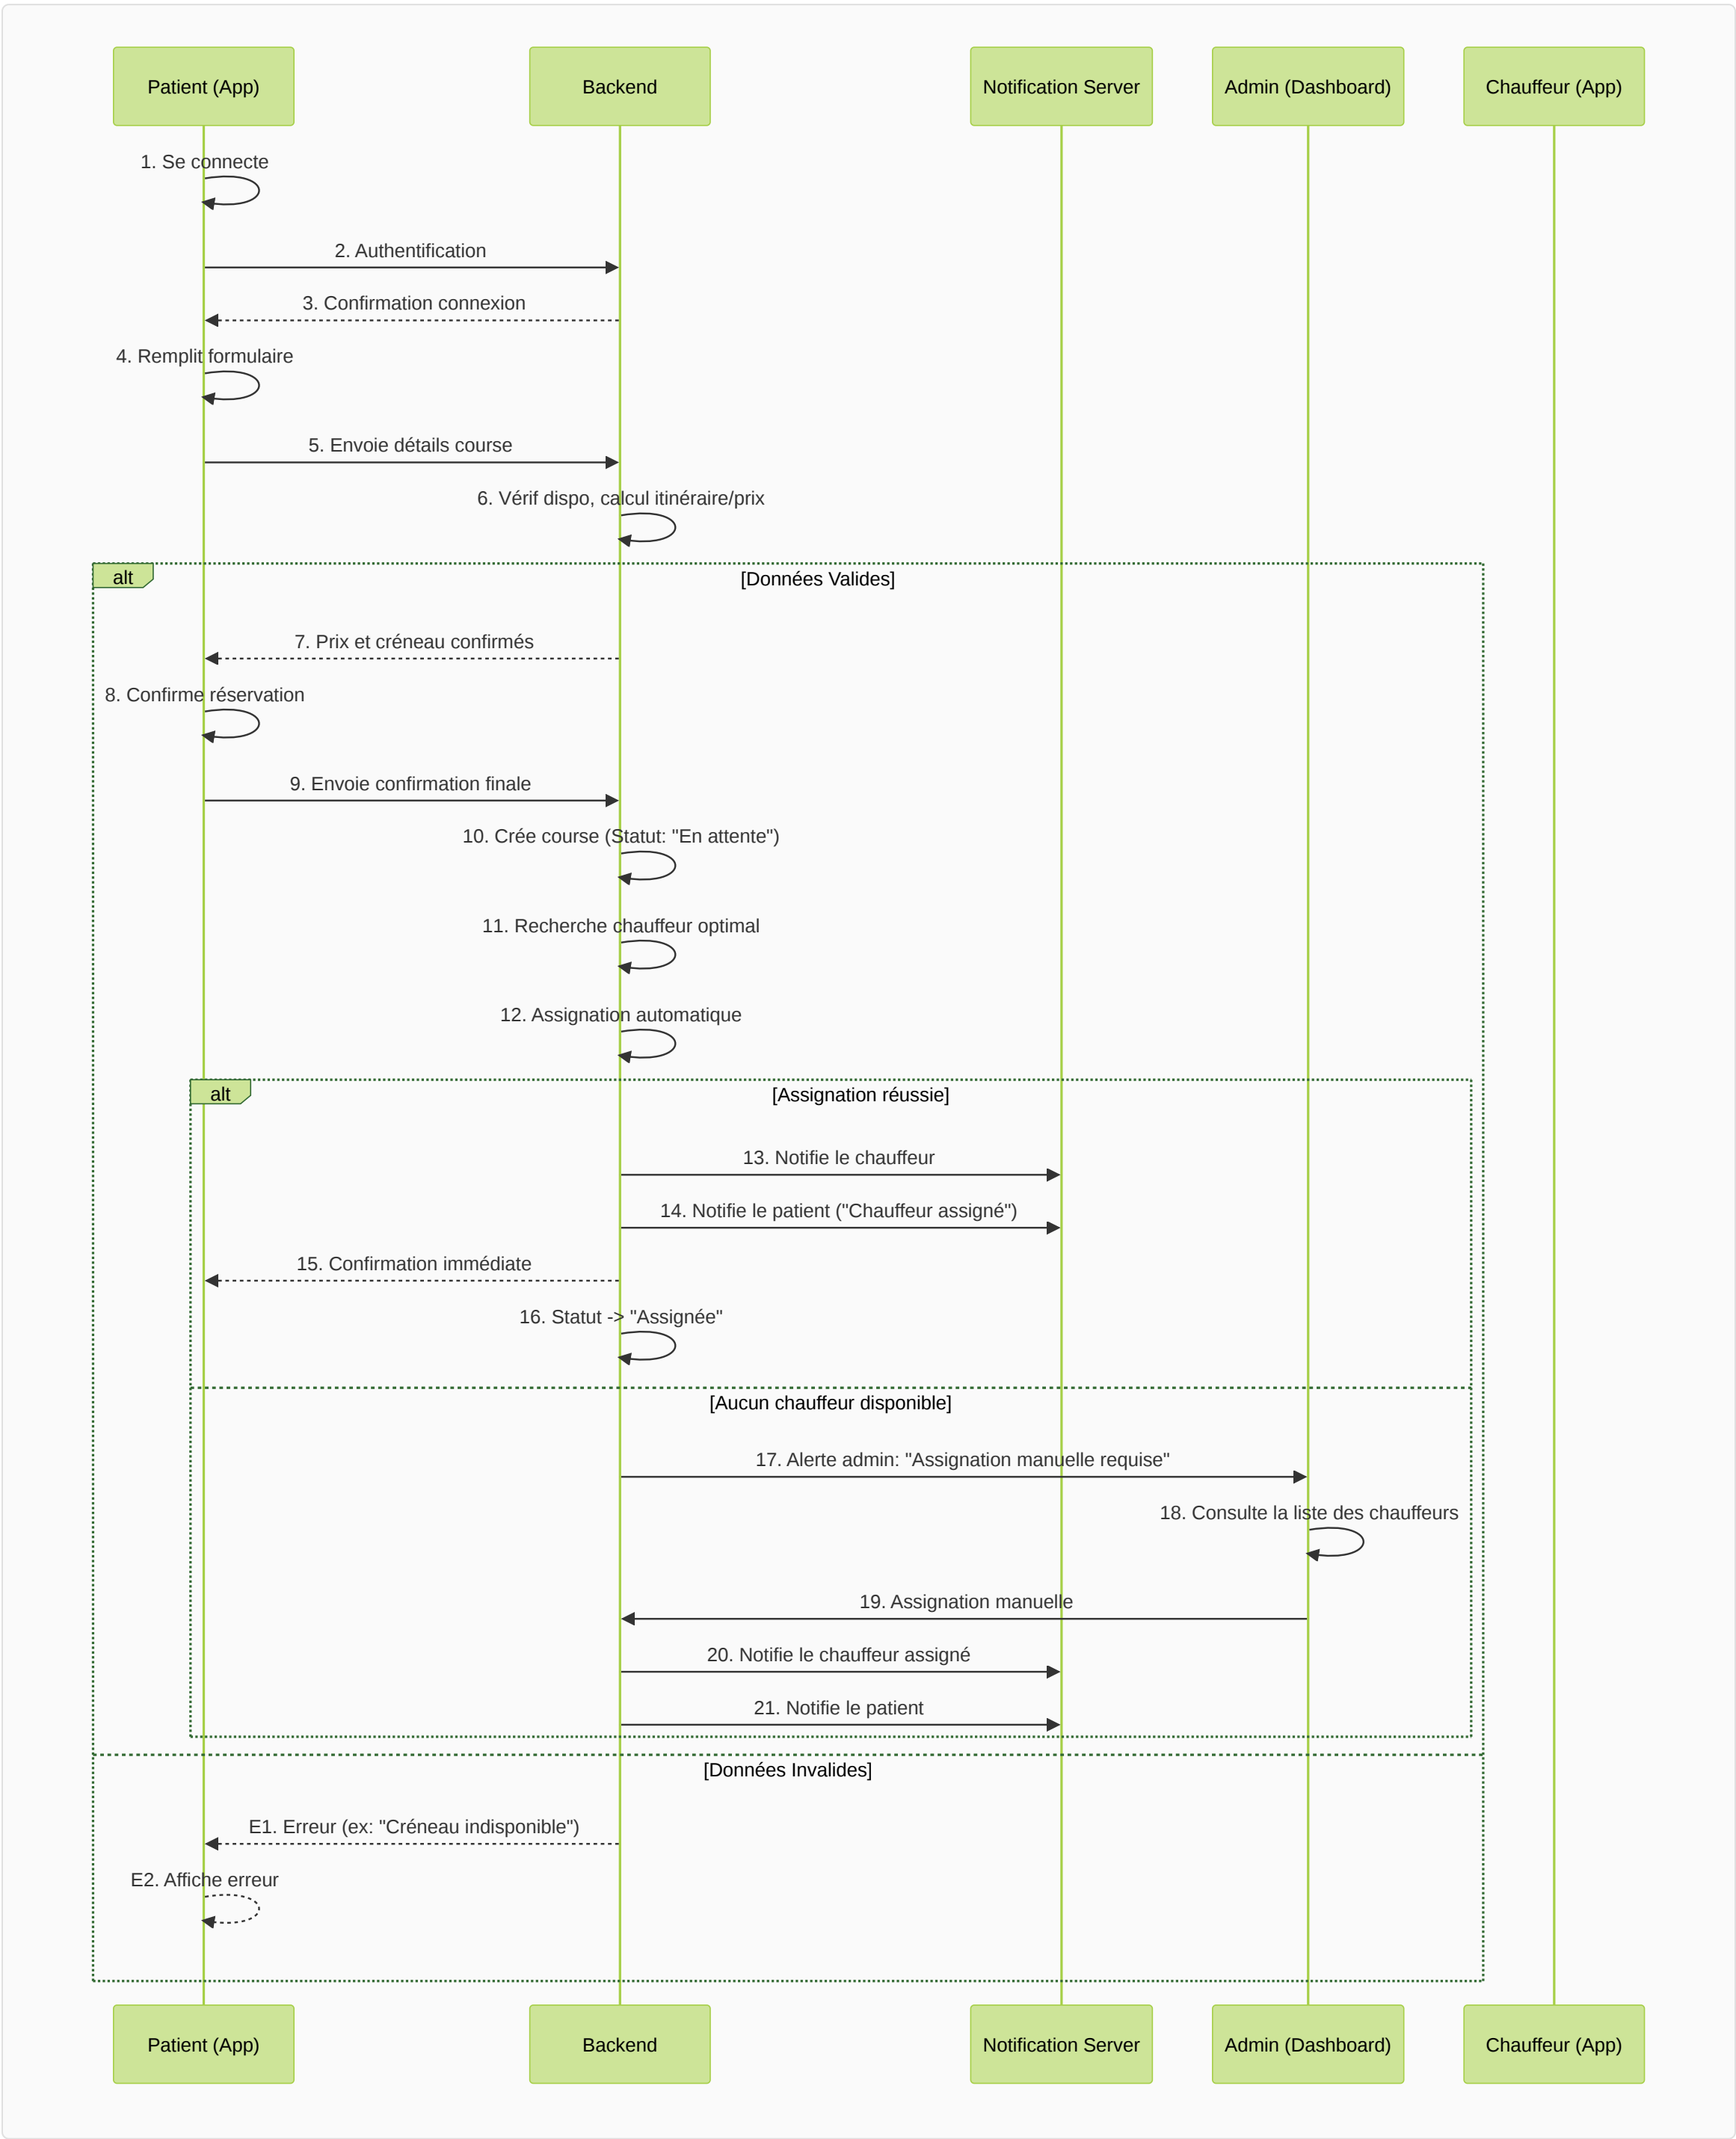 Patient (App)
Backend
Notification Server
Admin (Dashboard)
Chauffeur (App)
1. Se connecte
2. Authentification
3. Confirmation connexion
4. Remplit formulaire
5. Envoie détails course
6. Vérif dispo, calcul itinéraire/prix
alt
[Données Valides]
7. Prix et créneau confirmés
8. Confirme réservation
9. Envoie confirmation finale
10. Crée course (Statut: "En attente")
11. Recherche chauffeur optimal
12. Assignation automatique
alt
[Assignation réussie]
13. Notifie le chauffeur
14. Notifie le patient ("Chauffeur assigné")
15. Confirmation immédiate
16. Statut -> "Assignée"
[Aucun chauffeur disponible]
17. Alerte admin: "Assignation manuelle requise"
18. Consulte la liste des chauffeurs
19. Assignation manuelle
20. Notifie le chauffeur assigné
21. Notifie le patient
[Données Invalides]
E1. Erreur (ex: "Créneau indisponible")
E2. Affiche erreur
Patient (App)
Backend
Notification Server
Admin (Dashboard)
Chauffeur (App)